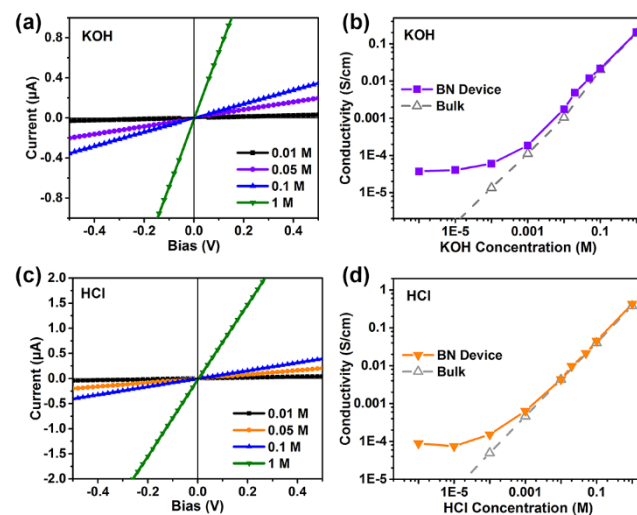 (a)
KOH
Current (µA)
0.8
0.4
0.0
-0.4
-0.8
0.01 M
0.05 M
0.1 M
1 M
-0.4 -0.2 0.0 0.2 0.4
Bias (V)
(b)
KOH
Conductivity (S/cm)
1
0.1
0.01
0.001
1E-4
1E-5
BN Device
Bulk
1E-5 0.001 0.1
KOH Concentration (M)
(c)
HCl
Current (µA)
2.0
1.5
1.0
0.5
0.0
-0.5
-1.0
-1.5
-2.0
0.01 M
0.05 M
0.1 M
1 M
-0.4 -0.2 0.0 0.2 0.4
Bias (V)
(d)
HCl
Conductivity (S/cm)
10
1
0.1
0.01
0.001
1E-4
1E-5
BN Device
Bulk
1E-5 0.001 0.1
HCl Concentration (M)